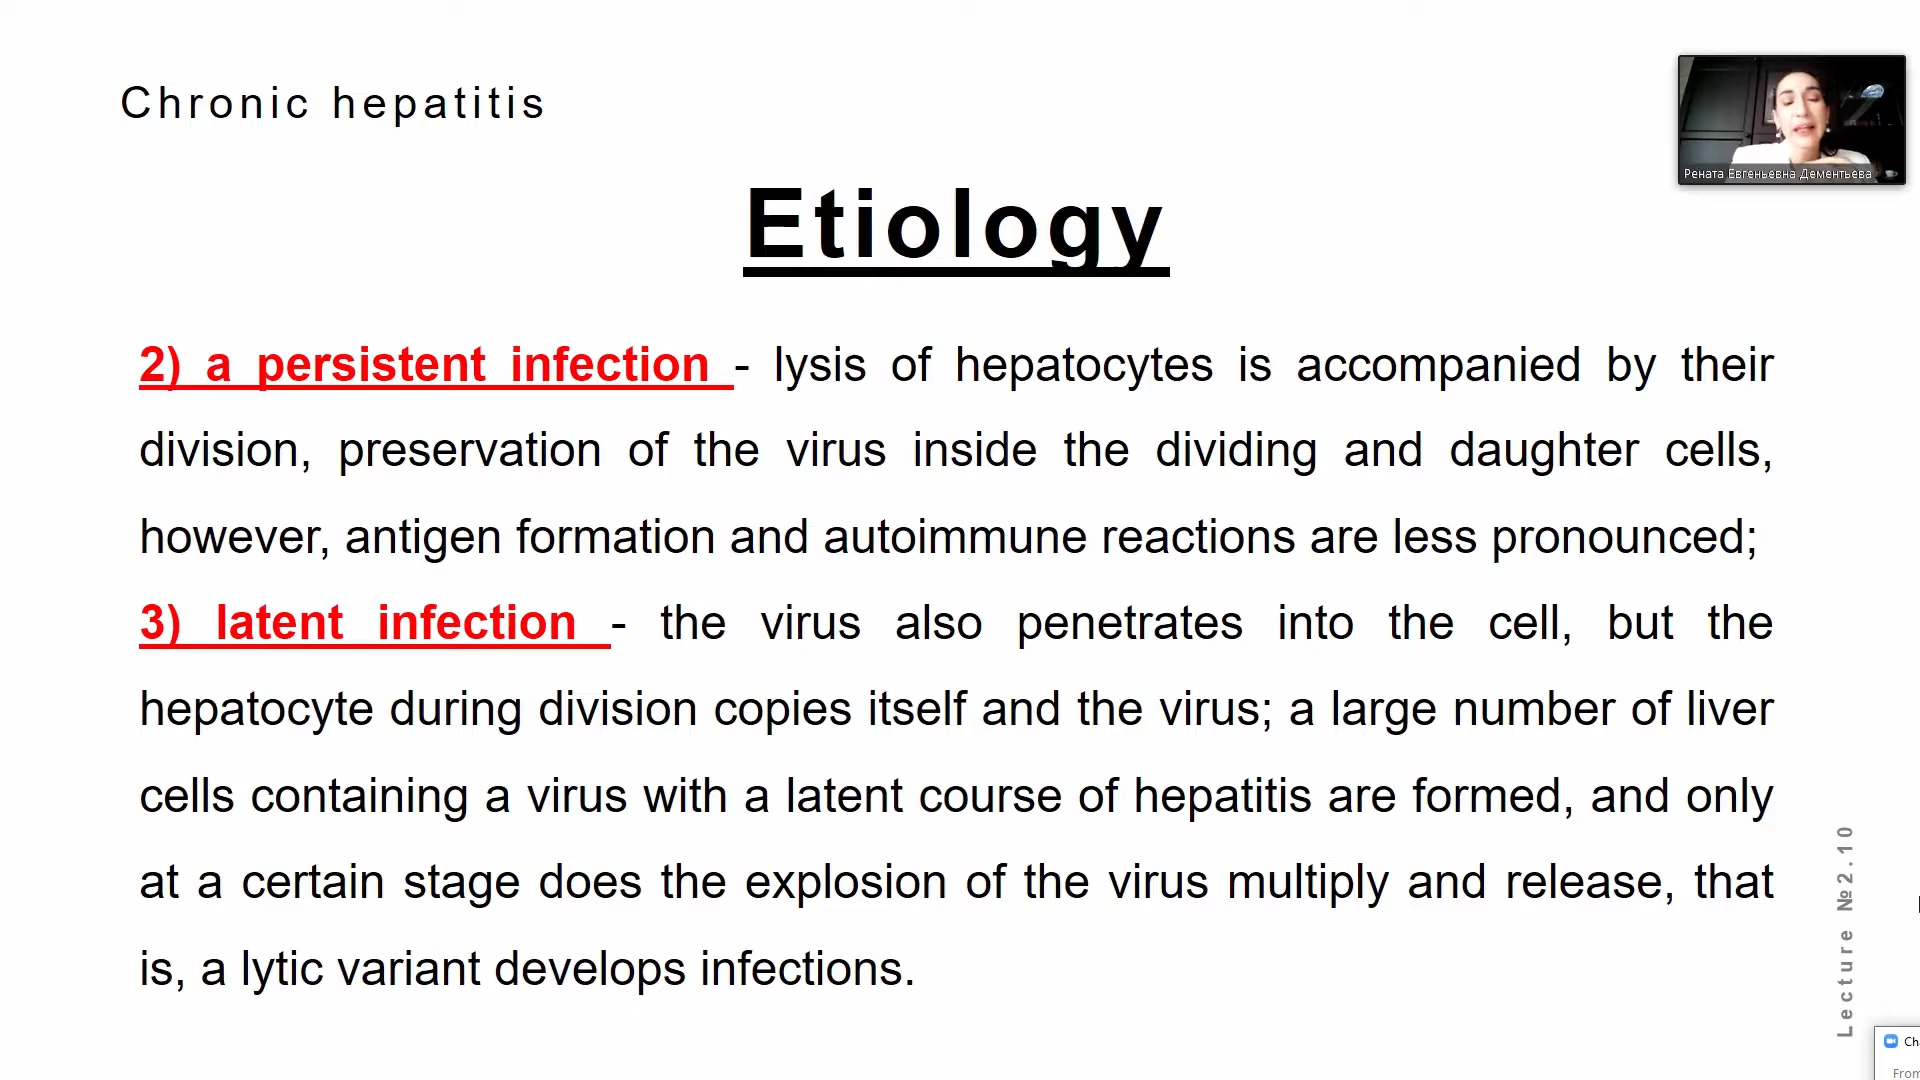 Chronic hepatitis
Рената Евгеньевна Дементьева
Etiology
2) a persistent infection - lysis of hepatocytes is accompanied by their
division, preservation of the virus inside the dividing and daughter cells,
however, antigen formation and autoimmune reactions are less pronounced;
3) latent infection - the virus also penetrates into the cell, but the
hepatocyte during division copies itself and the virus; a large number of liver
cells containing a virus with a latent course of hepatitis are formed, and only
at a certain stage does the explosion of the virus multiply and release, that
is, a lytic variant develops infections.
Lecture №2.10
From